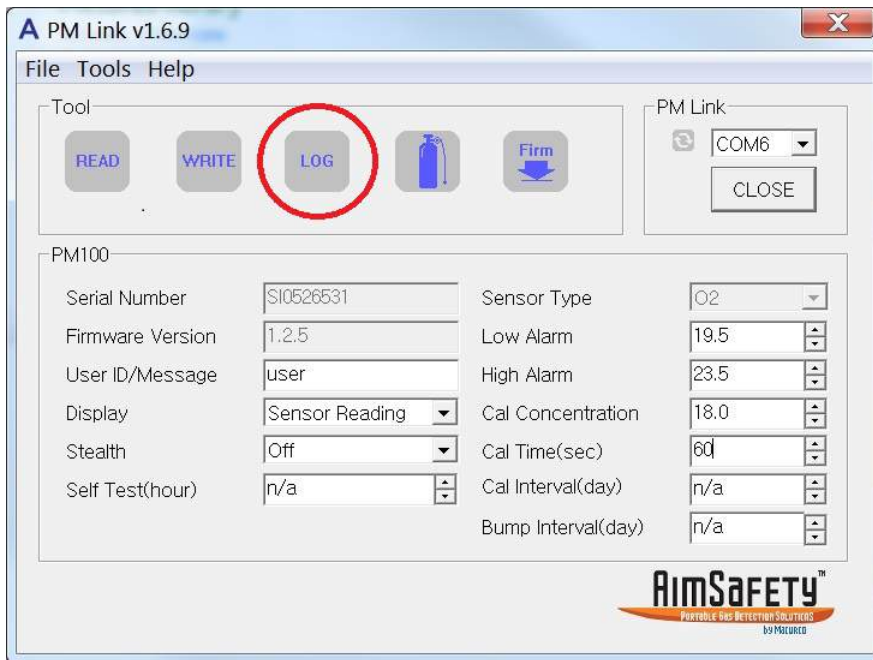 A PM Link v1.6.9
X
File Tools Help
Tool
READ WRITE LOG Firm
PM Link
COM6
CLOSE
PM100
Serial Number SI0526531
Firmware Version 1.2.5
User ID/Message user
Display Sensor Reading
Stealth Off
Self Test(hour) n/a
Sensor Type O2
Low Alarm 19.5
High Alarm 23.5
Cal Concentration 18.0
Cal Time(sec) 60
Cal Interval(day) n/a
Bump Interval(day) n/a
AimSafety™
Portable Gas Detection Solutions
by Macurco